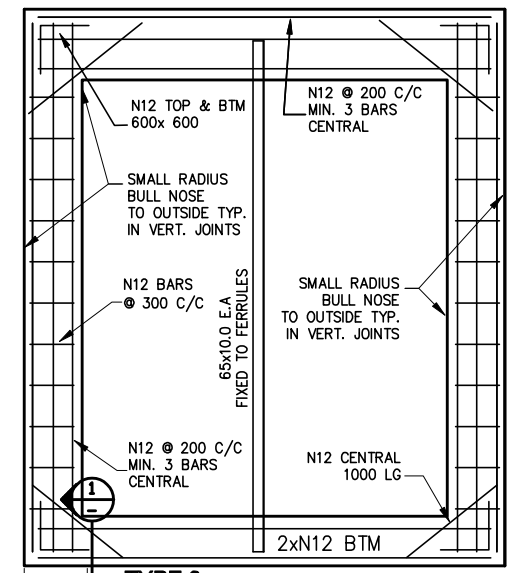 N12 TOP & BTM
600x 600
N12 @ 200 C/C
MIN. 3 BARS
CENTRAL
SMALL RADIUS
BULL NOSE
TO OUTSIDE TYP.
IN VERT. JOINTS
N12 BARS
@ 300 C/C
65x10.0 E.A
FIXED TO FERRULES
SMALL RADIUS
BULL NOSE
TO OUTSIDE TYP.
IN VERT. JOINTS
N12 @ 200 C/C
MIN. 3 BARS
CENTRAL
N12 CENTRAL
1000 LG
1
-
2xN12 BTM